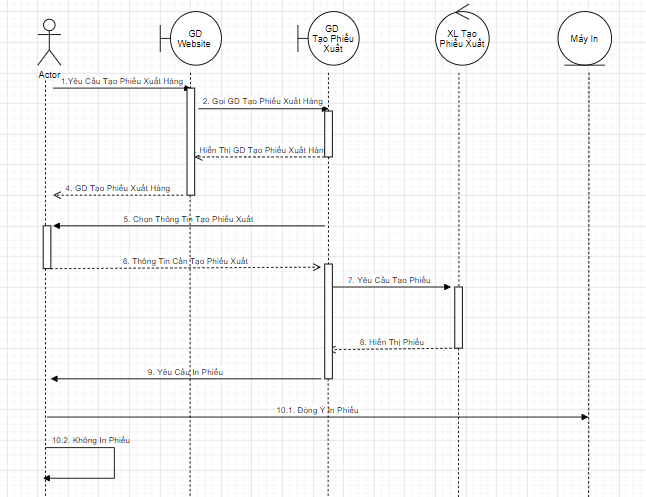 GD
Website
GD
Tạo Phiếu
Xuất
XL Tạo
Phiếu Xuất
Máy In
Actor
1.Yêu Cầu Tạo Phiếu Xuất Hàng
2. Gọi GD Tạo Phiếu Xuất Hàng
Hiển Thị GD Tạo Phiếu Xuất Hàn
4. GD Tạo Phiếu Xuất Hàng
5. Chọn Thông Tin Tạo Phiếu Xuất
6. Thông Tin Cần Tạo Phiếu Xuất
7. Yêu Cầu Tạo Phiếu
8. Hiển Thị Phiếu
9. Yêu Cầu In Phiếu
10.1. Đồng Ý In Phiếu
10.2. Không In Phiếu